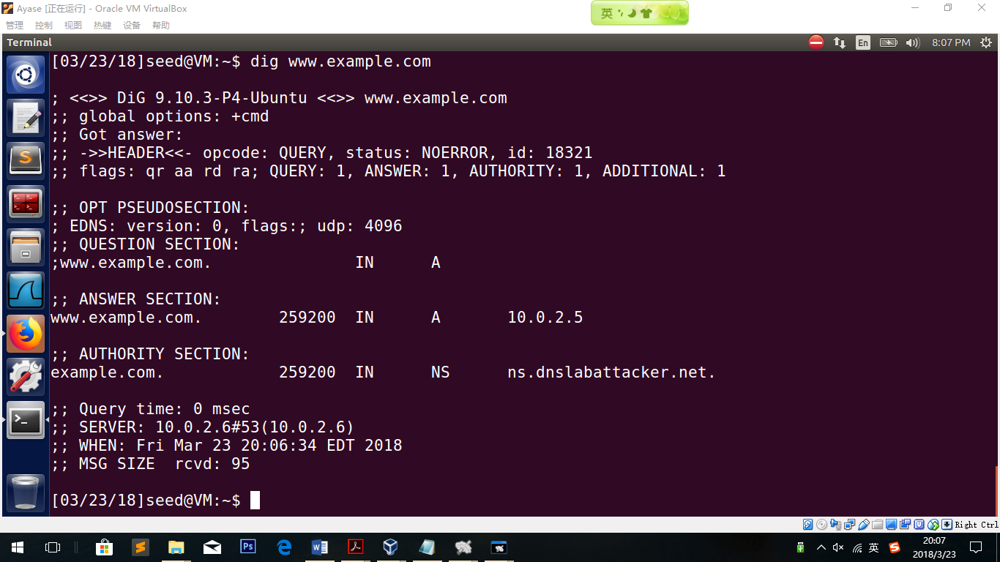 Ayase [正在运行] - Oracle VM VirtualBox
英
管理 控制 视图 热键 设备 帮助
Terminal En 8:07 PM
[03/23/18]seed@VM:~$ dig www.example.com
; <<>> DiG 9.10.3-P4-Ubuntu <<>> www.example.com
;; global options: +cmd
;; Got answer:
;; ->>HEADER<<- opcode: QUERY, status: NOERROR, id: 18321
;; flags: qr aa rd ra; QUERY: 1, ANSWER: 1, AUTHORITY: 1, ADDITIONAL: 1
;; OPT PSEUDOSECTION:
; EDNS: version: 0, flags:; udp: 4096
;; QUESTION SECTION:
;www.example.com. IN A
;; ANSWER SECTION:
www.example.com. 259200 IN A 10.0.2.5
;; AUTHORITY SECTION:
example.com. 259200 IN NS ns.dnslabattacker.net.
;; Query time: 0 msec
;; SERVER: 10.0.2.6#53(10.0.2.6)
;; WHEN: Fri Mar 23 20:06:34 EDT 2018
;; MSG SIZE rcvd: 95
[03/23/18]seed@VM:~$
Right Ctrl
Ps
英
20:07
2018/3/23